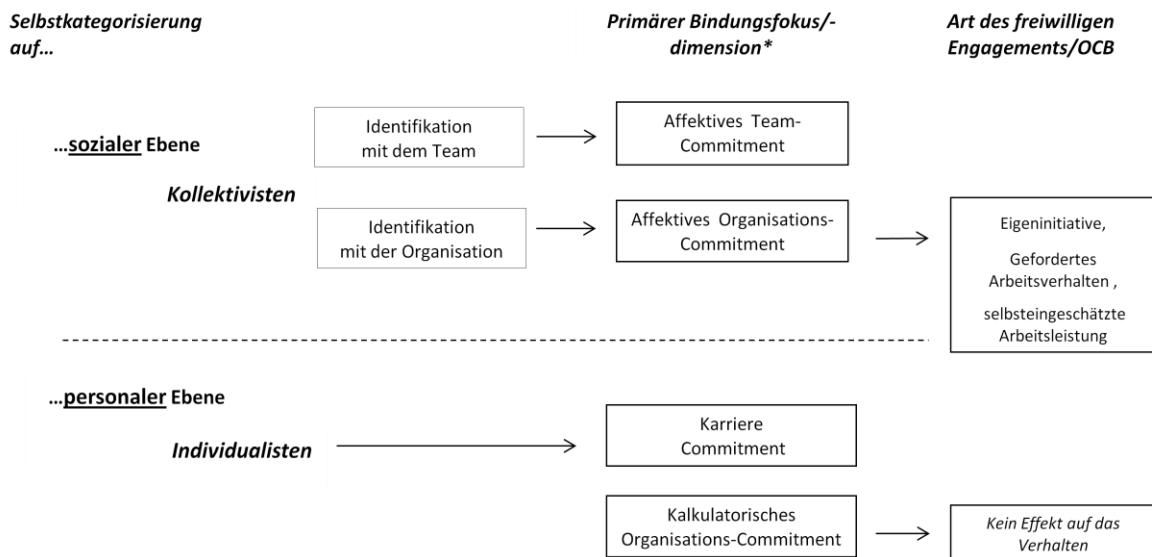 Selbstkategorisierung
auf...
Primärer Bindungsfokus/-
dimension*
Art des freiwilligen
Engagements/OCB
...sozialer Ebene
Kollektivisten
Identifikation
mit dem Team
Affektives Team-
Commitment
Identifikation
mit der Organisation
Affektives Organisations-
Commitment
Eigeninitiative,
Gefordertes
Arbeitsverhalten ,
selbsteingeschätzte
Arbeitsleistung
...personaler Ebene
Individualisten
Karriere
Commitment
Kalkulatorisches
Organisations-Commitment
Kein Effekt auf das
Verhalten